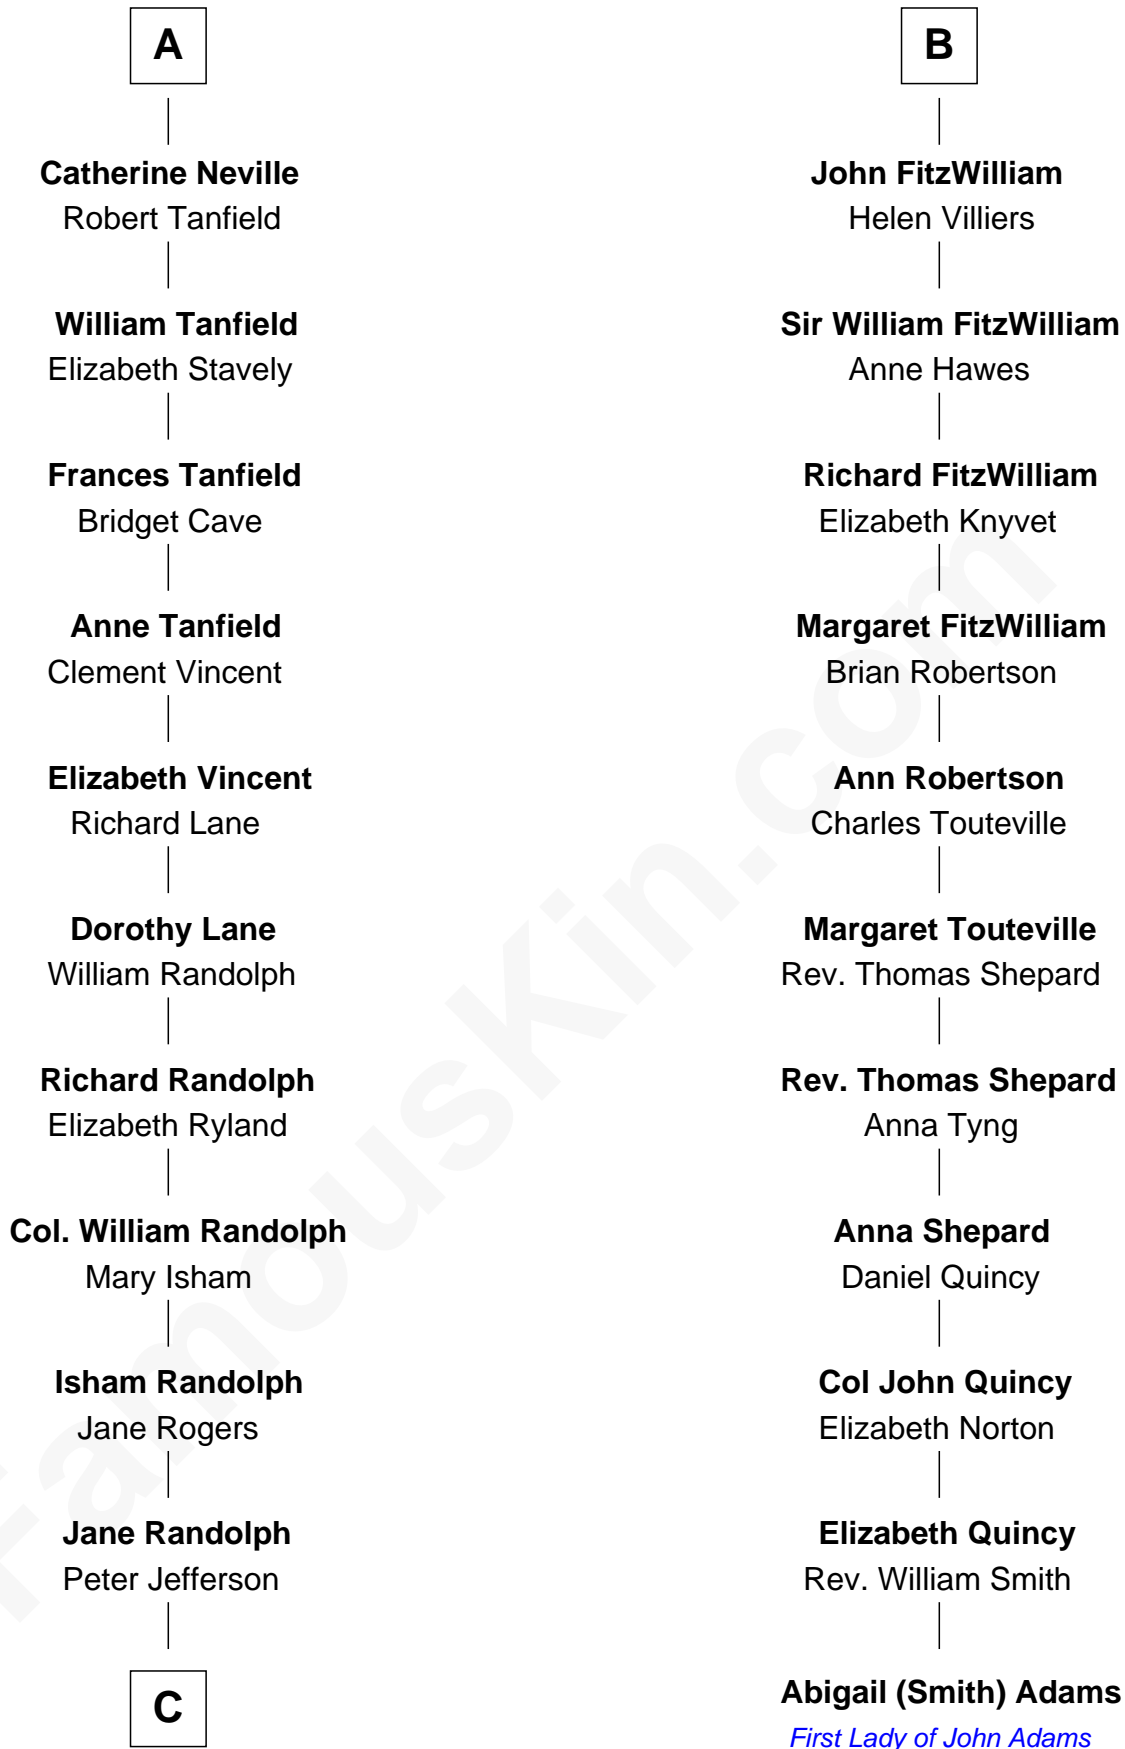 A
Catherine Neville
Robert Tanfield
William Tanfield
Elizabeth Stavely
Frances Tanfield
Bridget Cave
Anne Tanfield
Clement Vincent
Elizabeth Vincent
Richard Lane
Dorothy Lane
William Randolph
Richard Randolph
Elizabeth Ryland
Col. William Randolph
Mary Isham
Isham Randolph
Jane Rogers
Jane Randolph
Peter Jefferson
C
B
John FitzWilliam
Helen Villiers
Sir William FitzWilliam
Anne Hawes
Richard FitzWilliam
Elizabeth Knyvet
Margaret FitzWilliam
Brian Robertson
Ann Robertson
Charles Touteville
Margaret Touteville
Rev. Thomas Shepard
Rev. Thomas Shepard
Anna Tyng
Anna Shepard
Daniel Quincy
Col John Quincy
Elizabeth Norton
Elizabeth Quincy
Rev. William Smith
Abigail (Smith) Adams
First Lady of John Adams
FamousKin.com